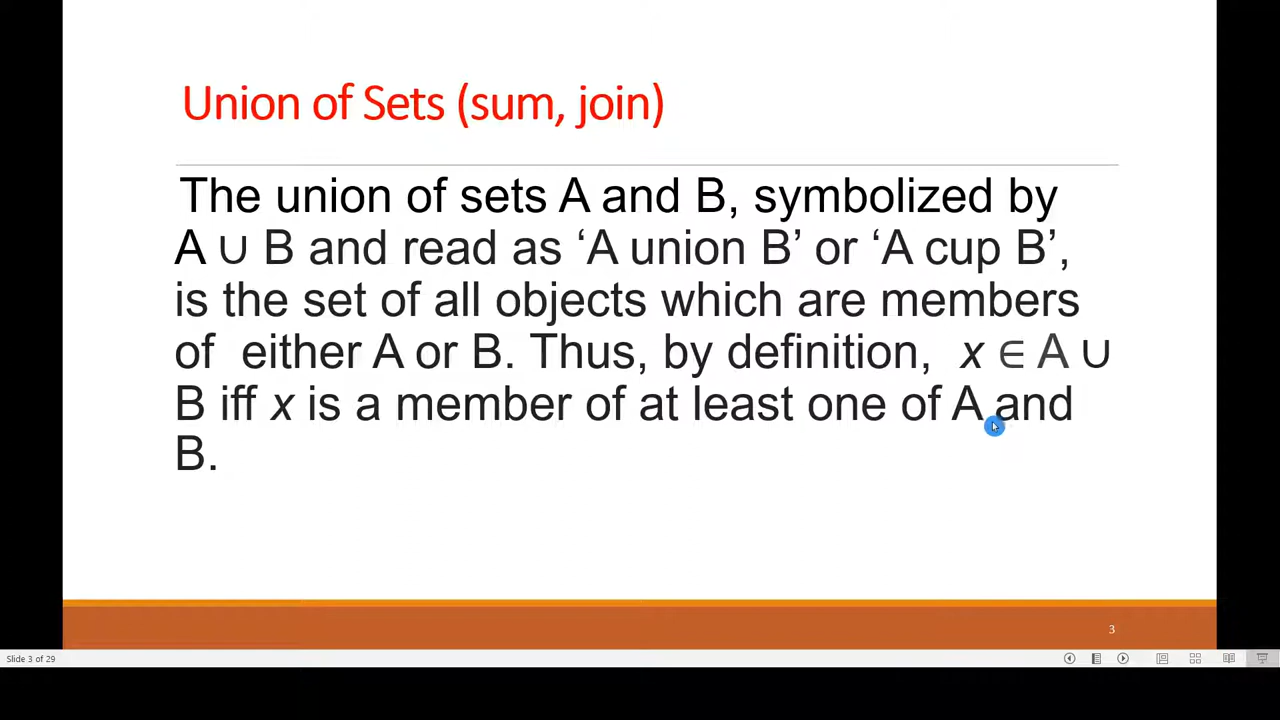 Union of Sets (sum, join)
The union of sets A and B, symbolized by
A ∪ B and read as ‘A union B’ or ‘A cup B’,
is the set of all objects which are members
of  either A or B. Thus, by definition,  x ∈ A ∪
B iff x is a member of at least one of A and
B.
3
Slide 3 of 29